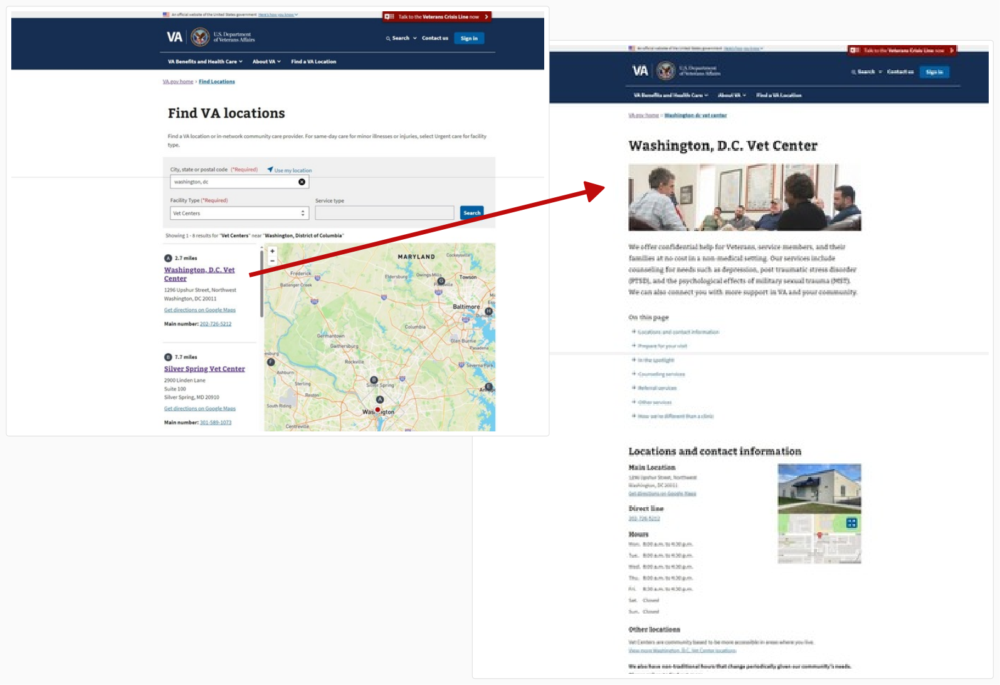 An official website of the United States government Here's how you know
Talk to the Veterans Crisis Line now
VA
U.S. Department
of Veterans Affairs
Search
Contact us
Sign in
VA Benefits and Health Care
About VA
Find a VA Location
VA.gov home › Find Locations
Find VA locations
Find a VA location or in-network community care provider. For same-day care for minor illnesses or injuries, select Urgent care for facility
type.
City, state or postal code (*Required)
Use my location
washington, dc
Facility Type (*Required)
Service type
Vet Centers
Search
Showing 1 - 8 results for "Vet Centers" near "Washington, District of Columbia"
A 2.7 miles
Washington, D.C. Vet
Center
1296 Upshur Street, Northwest
Washington, DC 20011
Get directions on Google Maps
Main number: 202-726-5212
B 7.7 miles
Silver Spring Vet Center
2900 Linden Lane
Suite 100
Silver Spring, MD 20910
Get directions on Google Maps
Main number: 301-589-1073
+
−
MARYLAND
Cockeysville
Frederick
Eldersburg
Owings Mills
Towson
G
Ballenger Creek
Baltimore
H
Columbia
Germantown
Glen Burnie
Gaithersburg
Pasadena
esburg
F
Rockville
Severna Park
Ashburn
Sterling
B
Silver Spring
E
Reston
A
South Riding
Washington
Centreville
An official website of the United States government Here's how you know
Talk to the Veterans Crisis Line now
VA
U.S. Department
of Veterans Affairs
Search
Contact us
Sign in
VA Benefits and Health Care
About VA
Find a VA Location
VA.gov home › Washington dc vet center
Washington, D.C. Vet Center
We offer confidential help for Veterans, service members, and their
families at no cost in a non-medical setting. Our services include
counseling for needs such as depression, post traumatic stress disorder
(PTSD), and the psychological effects of military sexual trauma (MST).
We can also connect you with more support in VA and your community.
On this page
Locations and contact information
Prepare for your visit
In the spotlight
Counseling services
Referral services
Other services
How we're different than a clinic
Locations and contact information
Main Location
1296 Upshur Street, Northwest
Washington, DC 20011
Get directions on Google Maps
Direct line
202-726-5212
Hours
Mon. 8:00 a.m. to 4:30 p.m.
Tue. 8:00 a.m. to 4:30 p.m.
Wed. 8:00 a.m. to 4:30 p.m.
Thu. 8:00 a.m. to 4:30 p.m.
Fri. 8:30 a.m. to 4:30 p.m.
Sat. Closed
Sun. Closed
Other locations
Vet Centers are community based to be more accessible in areas where you live.
View more Washington, D.C. Vet Center locations
We also have non-traditional hours that change periodically given our community's needs.